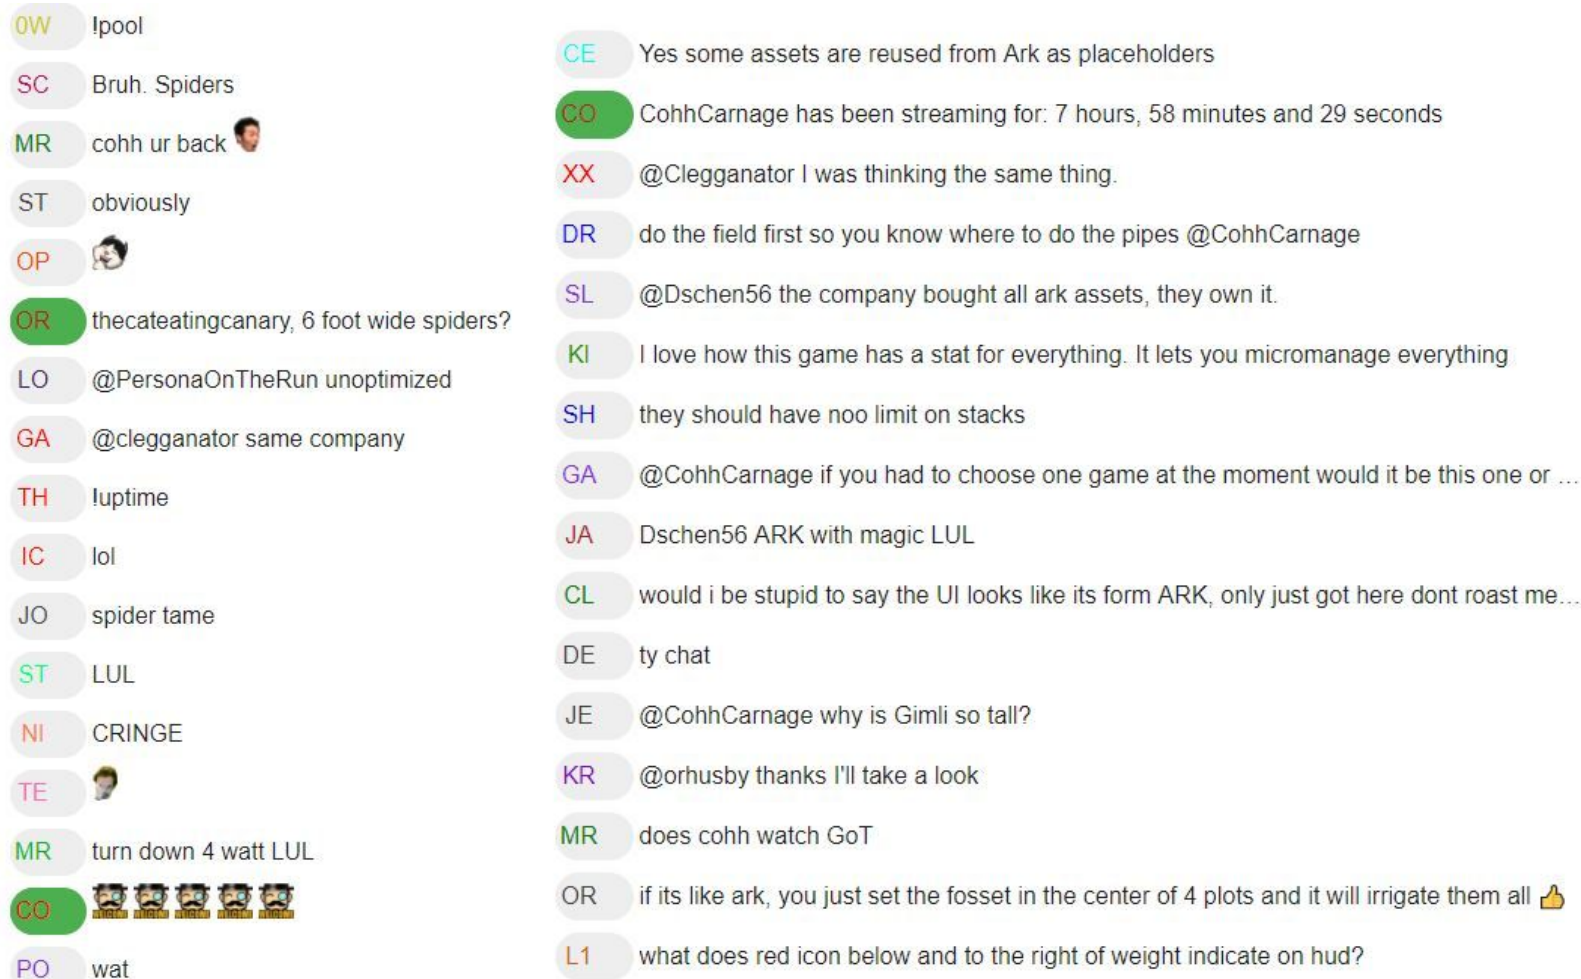 0W !pool
SC Bruh. Spiders
MR cohh ur back
ST obviously
OP
OR thecateatingcanary, 6 foot wide spiders?
LO @PersonaOnTheRun unoptimized
GA @clegganator same company
TH !uptime
IC lol
JO spider tame
ST LUL
NI CRINGE
TE
MR turn down 4 watt LUL
CO
PO wat
CE Yes some assets are reused from Ark as placeholders
CO CohhCarnage has been streaming for: 7 hours, 58 minutes and 29 seconds
XX @Clegganator I was thinking the same thing.
DR do the field first so you know where to do the pipes @CohhCarnage
SL @Dschen56 the company bought all ark assets, they own it.
KI I love how this game has a stat for everything. It lets you micromanage everything
SH they should have noo limit on stacks
GA @CohhCarnage if you had to choose one game at the moment would it be this one or ...
JA Dschen56 ARK with magic LUL
CL would i be stupid to say the UI looks like its form ARK, only just got here dont roast me...
DE ty chat
JE @CohhCarnage why is Gimli so tall?
KR @orhusby thanks I'll take a look
MR does cohh watch GoT
OR if its like ark, you just set the fosset in the center of 4 plots and it will irrigate them all 👍
L1 what does red icon below and to the right of weight indicate on hud?